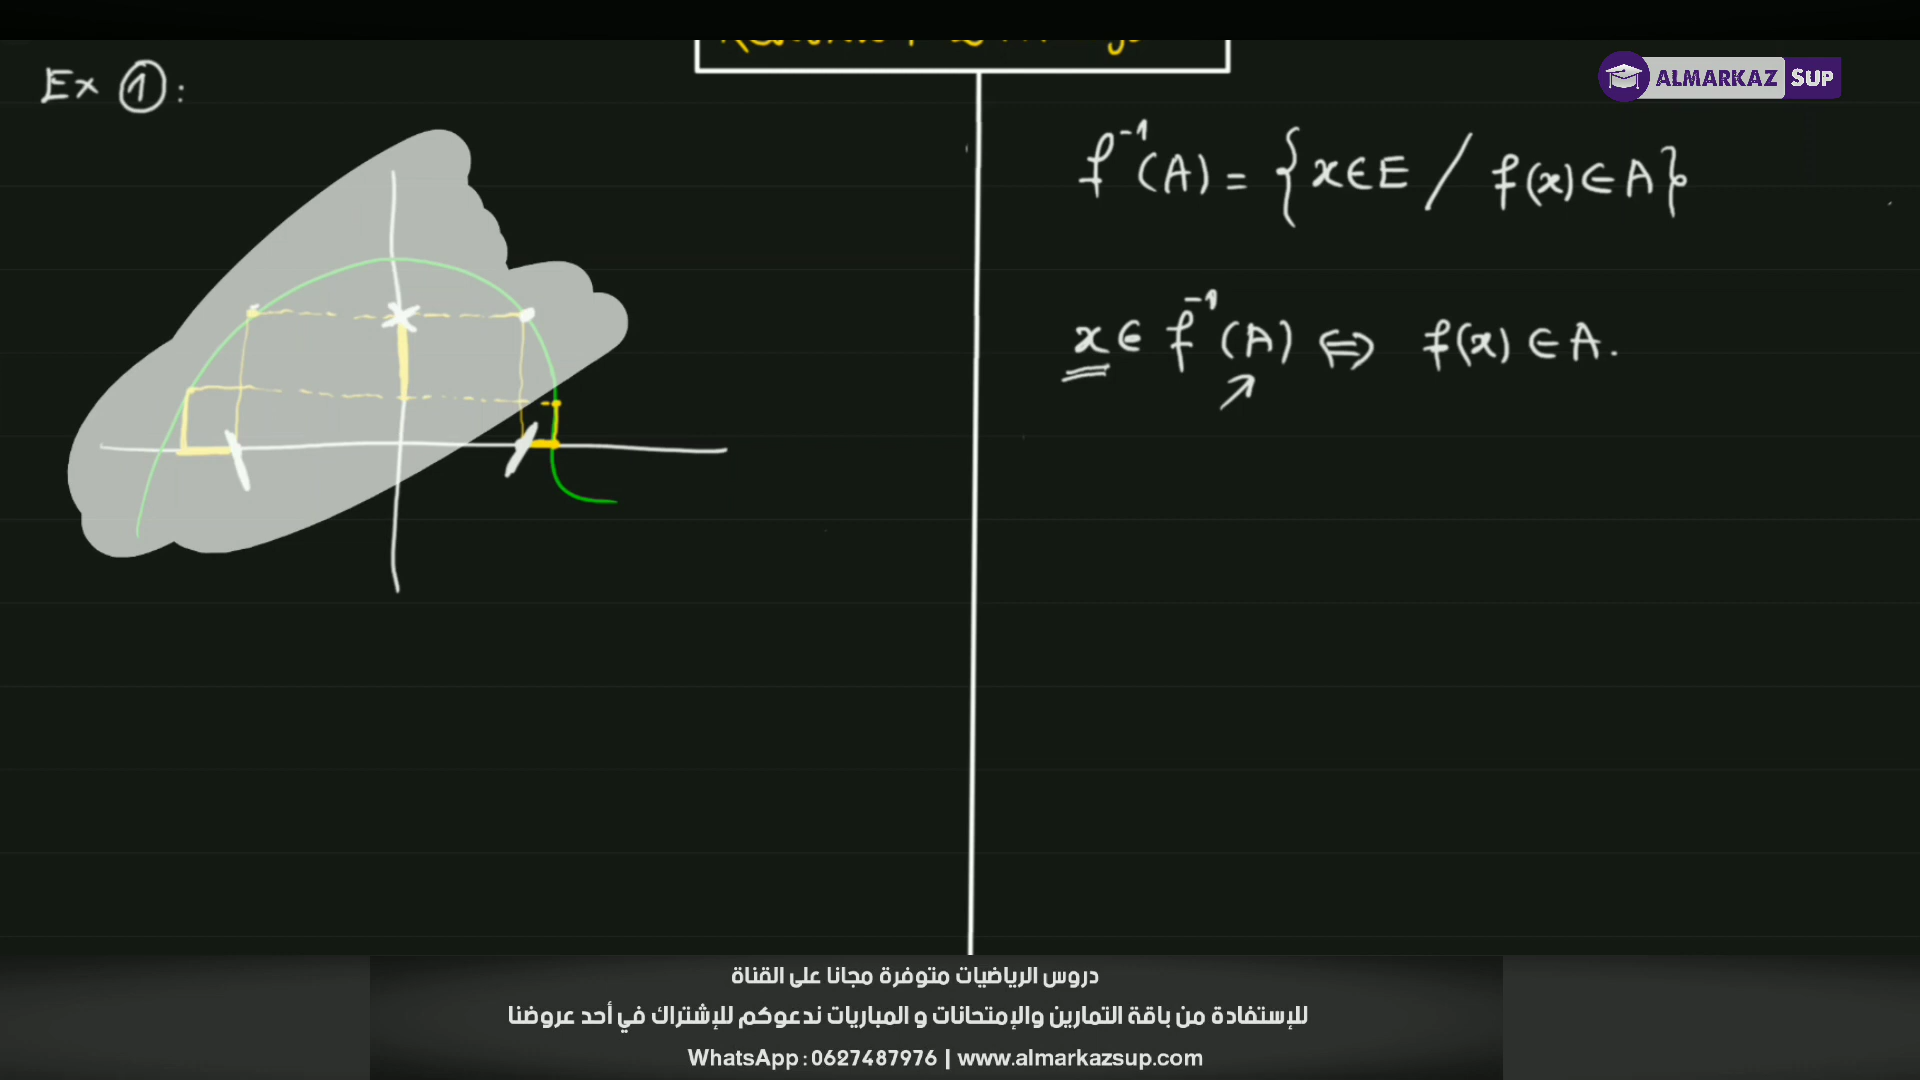 Ex ①:
ALMARKAZ SUP
f⁻¹(A) = {x∈E / f(x)∈A}
x ∈ f⁻¹(A) ⇔ f(x) ∈ A.
دروس الرياضيات متوفرة مجانا على القناة
للإستفادة من باقة التمارين والإمتحانات و المباريات ندعوكم للإشتراك في أحد عروضنا
WhatsApp : 0627487976 | www.almarkazsup.com